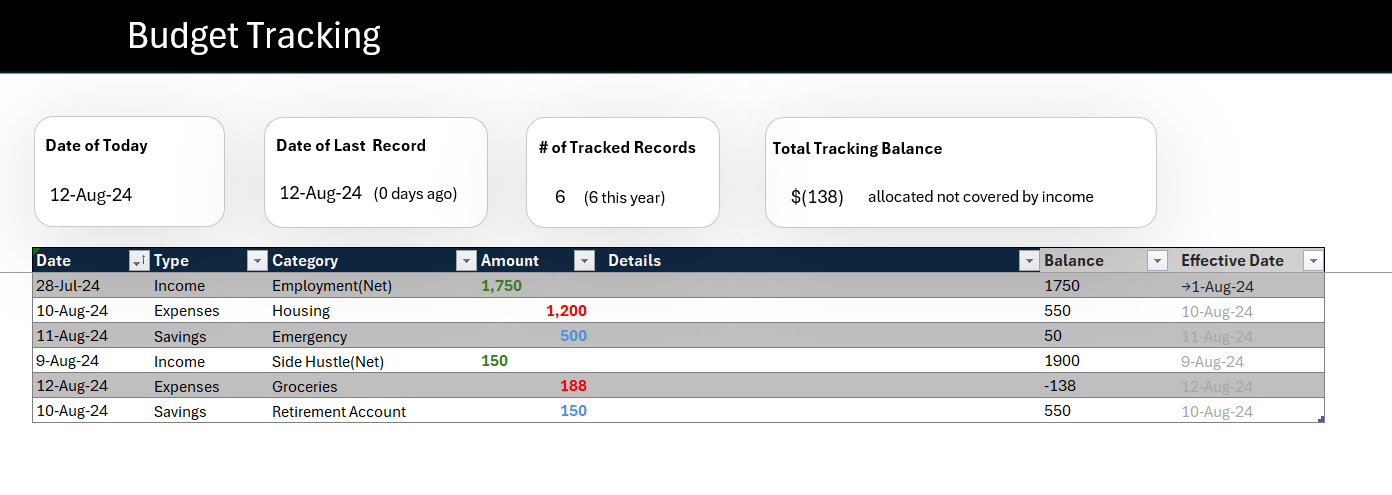 Budget Tracking
Date of Today
12-Aug-24
Date of Last  Record
12-Aug-24 (0 days ago)
# of Tracked Records
6 (6 this year)
Total Tracking Balance
$(138) allocated not covered by income
Date Type Category Amount Details Balance Effective Date
28-Jul-24 Income Employment(Net) 1,750 1750 →1-Aug-24
10-Aug-24 Expenses Housing 1,200 550 10-Aug-24
11-Aug-24 Savings Emergency 500 50 11-Aug-24
9-Aug-24 Income Side Hustle(Net) 150 1900 9-Aug-24
12-Aug-24 Expenses Groceries 188 -138 12-Aug-24
10-Aug-24 Savings Retirement Account 150 550 10-Aug-24